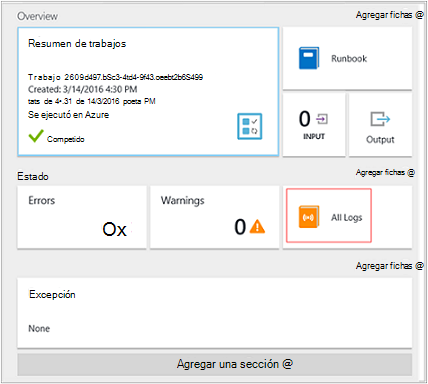 Overview
Agregar fichas @
Resumen de trabajos
Trabajo 2609d497.bSc3-4td4-9f43.oeebt2b6S499
Created: 3/14/2016 4:30 PM
tats de 4•.31 de 14/3/2016 poeta PM
Se ejecutó en Azure
Competido
Runbook
0
INPUT
Output
Estado
Agregar fichas @
Errors
Ox
Warnings
0
All Logs
Agregar fichas @
Excepción
None
Agregar una sección @